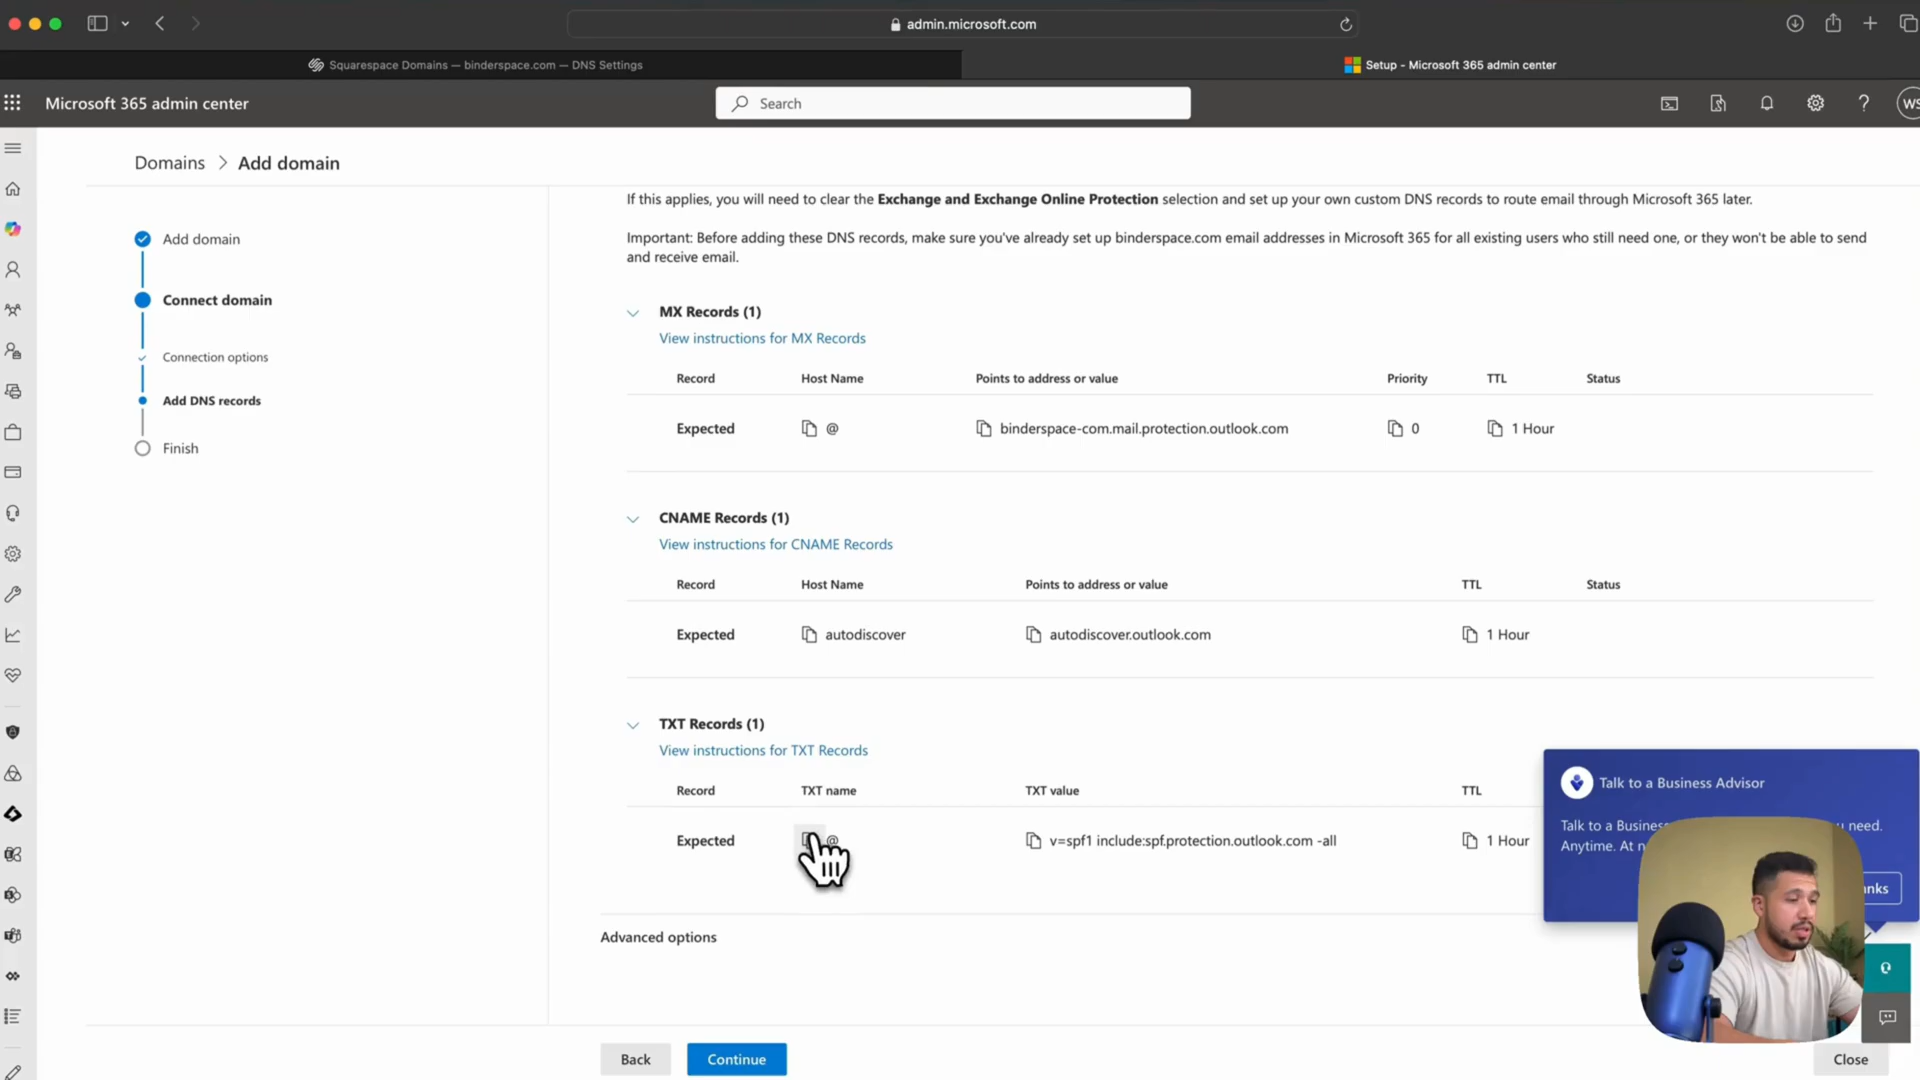 admin.microsoft.com
Squarespace Domains — binderspace.com — DNS Settings
Setup - Microsoft 365 admin center
Microsoft 365 admin center
Search
WS
Domains > Add domain
Add domain
Connect domain
Connection options
Add DNS records
Finish
If this applies, you will need to clear the Exchange and Exchange Online Protection selection and set up your own custom DNS records to route email through Microsoft 365 later.
Important: Before adding these DNS records, make sure you've already set up binderspace.com email addresses in Microsoft 365 for all existing users who still need one, or they won't be able to send
and receive email.
MX Records (1)
View instructions for MX Records
Record Host Name Points to address or value Priority TTL Status
Expected @ binderspace-com.mail.protection.outlook.com 0 1 Hour
CNAME Records (1)
View instructions for CNAME Records
Record Host Name Points to address or value TTL Status
Expected autodiscover autodiscover.outlook.com 1 Hour
TXT Records (1)
View instructions for TXT Records
Record TXT name TXT value TTL
Expected @ v=spf1 include:spf.protection.outlook.com -all 1 Hour
Talk to a Business Advisor
Talk to a Busines u need.
Anytime. At n
anks
Advanced options
Back
Continue
Close